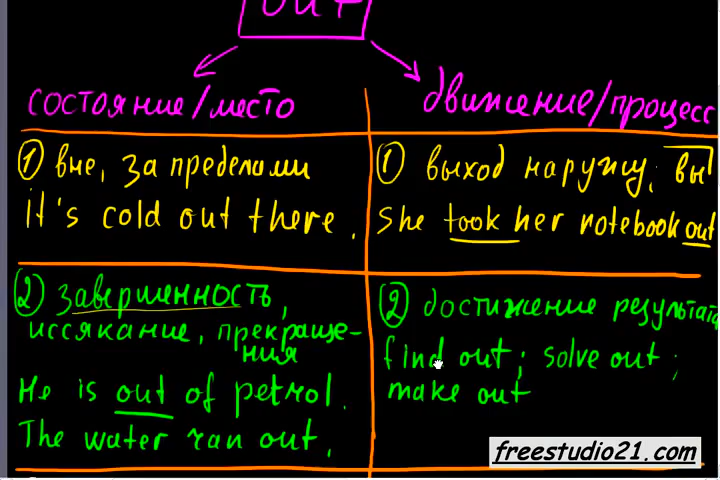 out
состояние/место
движение/процесс
① вне, за пределами
it's cold out there.
① выход наружу; вы
She took her notebook out
② завершенность,
иссякание, прекраще-
ния
He is out of petrol.
The water ran out.
② достижение результата
find out; solve out;
make out
freestudio21.com